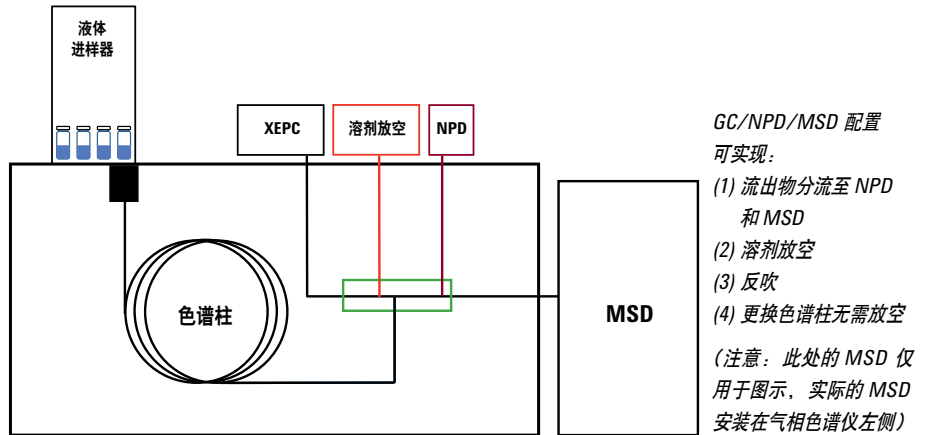 液体
进样器
XEPC
溶剂放空
NPD
色谱柱
MSD
GC/NPD/MSD 配置
可实现：
(1) 流出物分流至 NPD
和 MSD
(2) 溶剂放空
(3) 反吹
(4) 更换色谱柱无需放空
（注意：此处的 MSD 仅
用于图示，实际的 MSD
安装在气相色谱仪左侧）